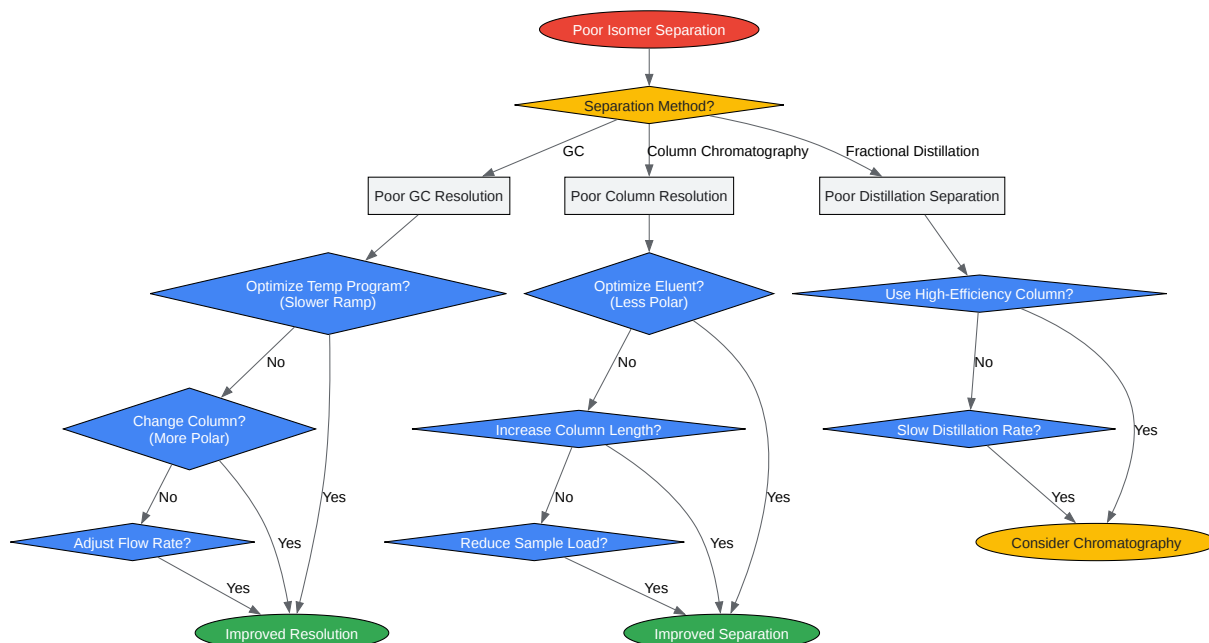 Poor Isomer Separation
Separation Method?
GC
Column Chromatography
Fractional Distillation
Poor GC Resolution
Poor Column Resolution
Poor Distillation Separation
Optimize Temp Program?
(Slower Ramp)
Optimize Eluent?
(Less Polar)
Use High-Efficiency Column?
No
No
No
Change Column?
(More Polar)
Increase Column Length?
Slow Distillation Rate?
Yes
No
Yes
No
Yes
Yes
Adjust Flow Rate?
Yes
Reduce Sample Load?
Yes
Consider Chromatography
Yes
Yes
Improved Resolution
Improved Separation